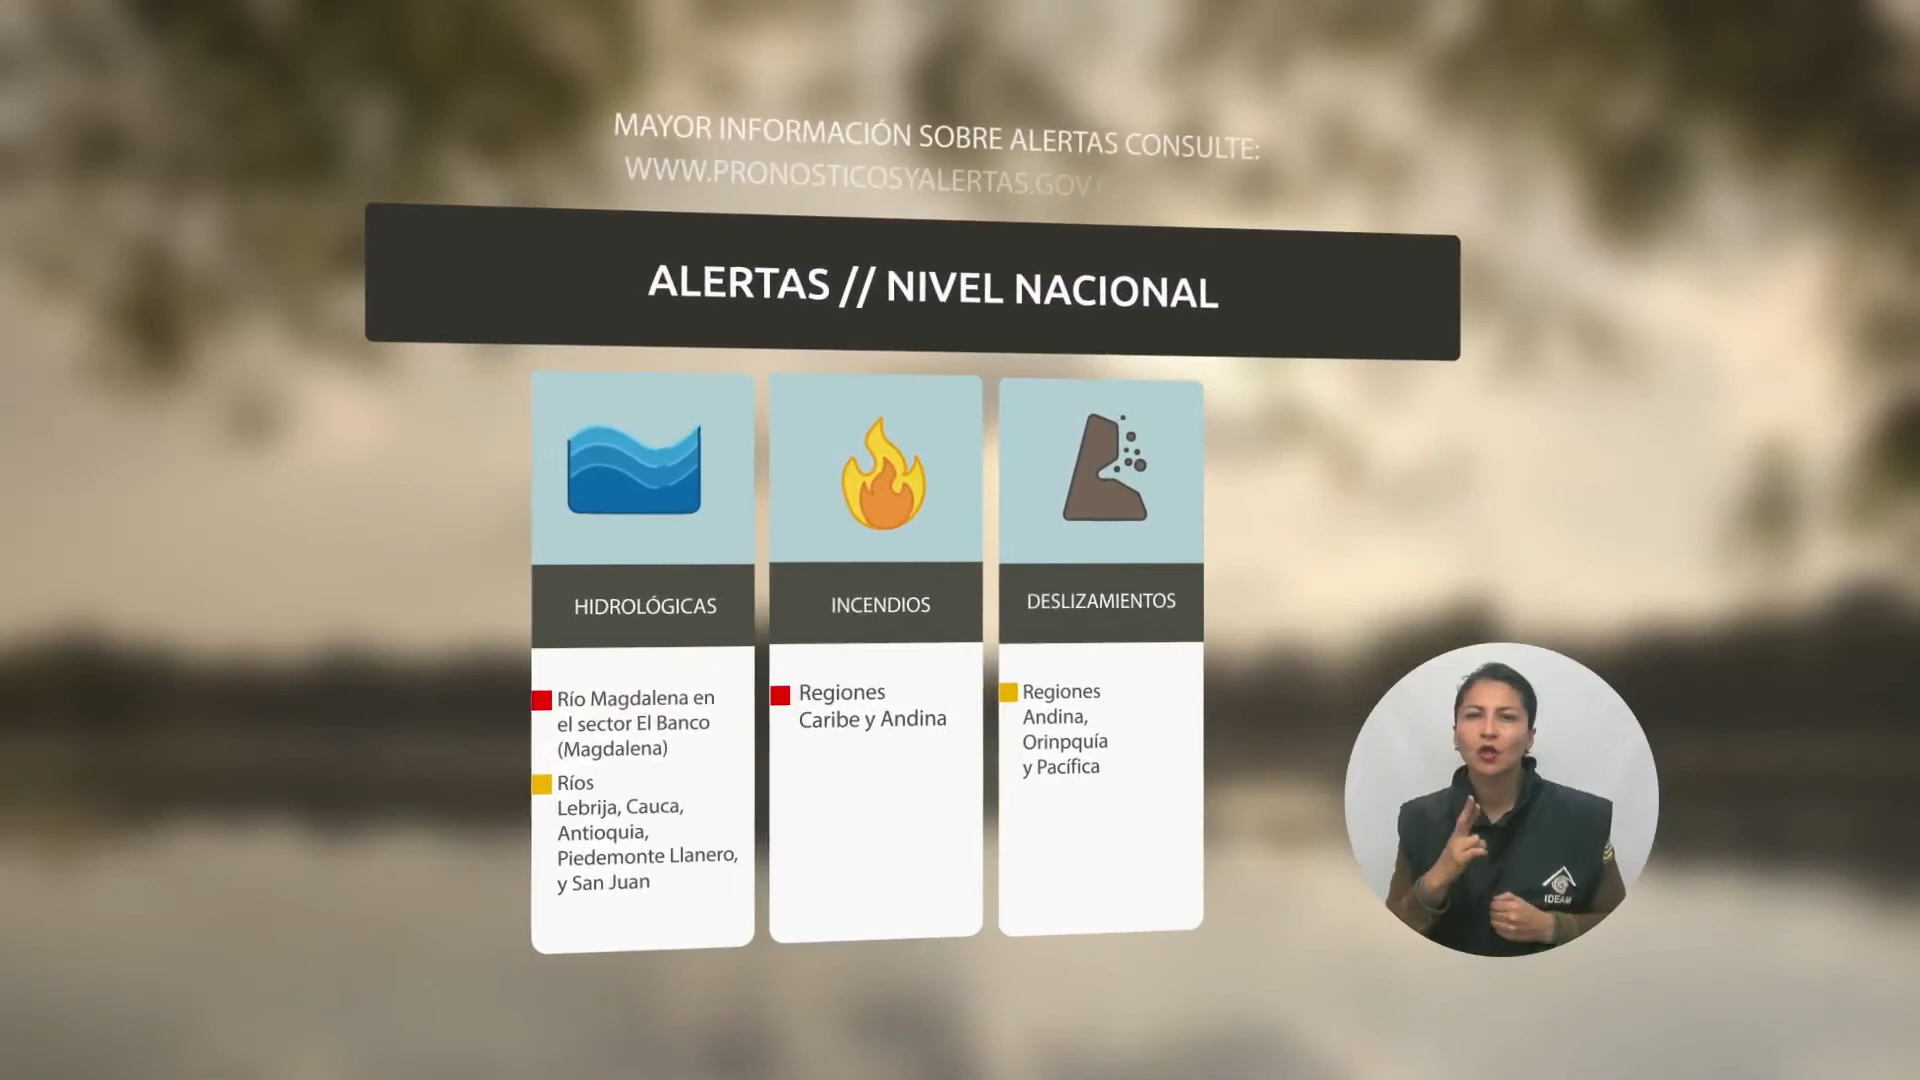 MAYOR INFORMACIÓN SOBRE ALERTAS CONSULTE:
WWW.PRONOSTICOSYALERTAS.GOV
ALERTAS // NIVEL NACIONAL
HIDROLÓGICAS
Río Magdalena en
el sector El Banco
(Magdalena)
Ríos
Lebrija, Cauca,
Antioquia,
Piedemonte Llanero,
y San Juan
INCENDIOS
Regiones
Caribe y Andina
DESLIZAMIENTOS
Regiones
Andina,
Orinpquía
y Pacífica
IDEAM